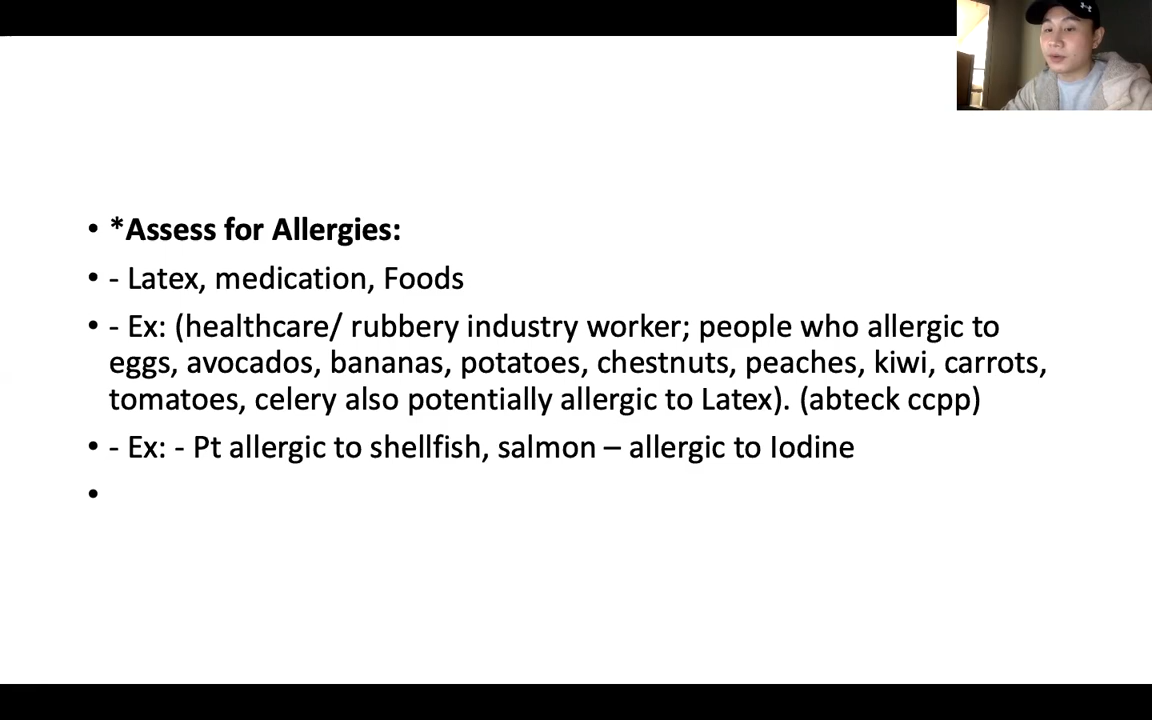 • *Assess for Allergies:
• - Latex, medication, Foods
• - Ex: (healthcare/ rubbery industry worker; people who allergic to
eggs, avocados, bananas, potatoes, chestnuts, peaches, kiwi, carrots,
tomatoes, celery also potentially allergic to Latex). (abteck ccpp)
• - Ex: - Pt allergic to shellfish, salmon – allergic to Iodine
•